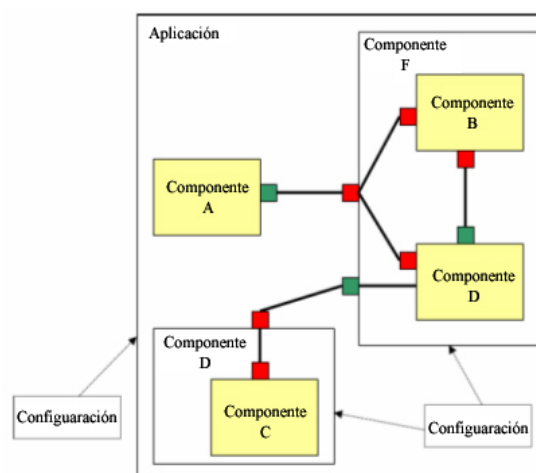 Aplicación
Componente
F
Componente
B
Componente
A
Componente
D
Componente
D
Componente
C
Configuaración
Configuaración